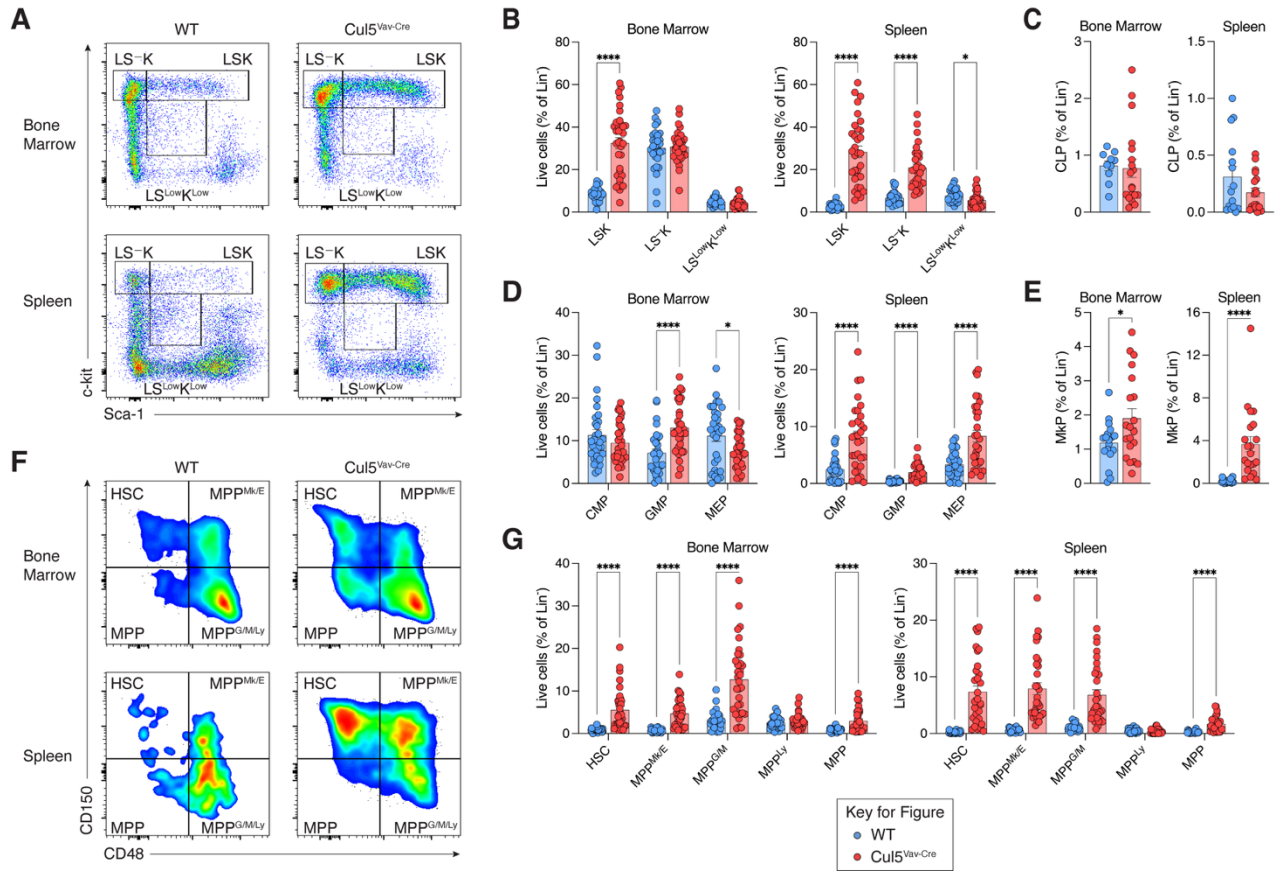 A
WT
Cul5Vav-Cre
Bone
Marrow
LS⁻K
LSK
LSLowKLow
LS⁻K
LSK
LSLowKLow
Spleen
LS⁻K
LSK
LSLowKLow
LS⁻K
LSK
LSLowKLow
c-kit
Sca-1
B
Bone Marrow
Live cells (% of Lin⁻)
80
60
40
20
0
****
LSK
LS⁻K
LSLowKLow
Spleen
Live cells (% of Lin⁻)
80
60
40
20
0
****
****
*
LSK
LS⁻K
LSLowKLow
C
Bone Marrow
CLP (% of Lin⁻)
3
2
1
0
Spleen
CLP (% of Lin⁻)
1.5
1.0
0.5
0.0
D
Bone Marrow
Live cells (% of Lin⁻)
40
30
20
10
0
****
*
CMP
GMP
MEP
Spleen
Live cells (% of Lin⁻)
30
20
10
0
****
****
****
CMP
GMP
MEP
E
Bone Marrow
MkP (% of Lin⁻)
5
4
3
2
1
0
*
Spleen
MkP (% of Lin⁻)
16
12
8
4
0
****
F
WT
Cul5Vav-Cre
Bone
Marrow
HSC
MPPMk/E
MPP
MPPG/M/Ly
HSC
MPPMk/E
MPP
MPPG/M/Ly
Spleen
HSC
MPPMk/E
MPP
MPPG/M/Ly
HSC
MPPMk/E
MPP
MPPG/M/Ly
CD150
CD48
G
Bone Marrow
Live cells (% of Lin⁻)
40
30
20
10
0
****
****
****
****
HSC
MPPMk/E
MPPG/M
MPPLy
MPP
Spleen
Live cells (% of Lin⁻)
30
20
10
0
****
****
****
****
HSC
MPPMk/E
MPPG/M
MPPLy
MPP
Key for Figure
WT
Cul5Vav-Cre